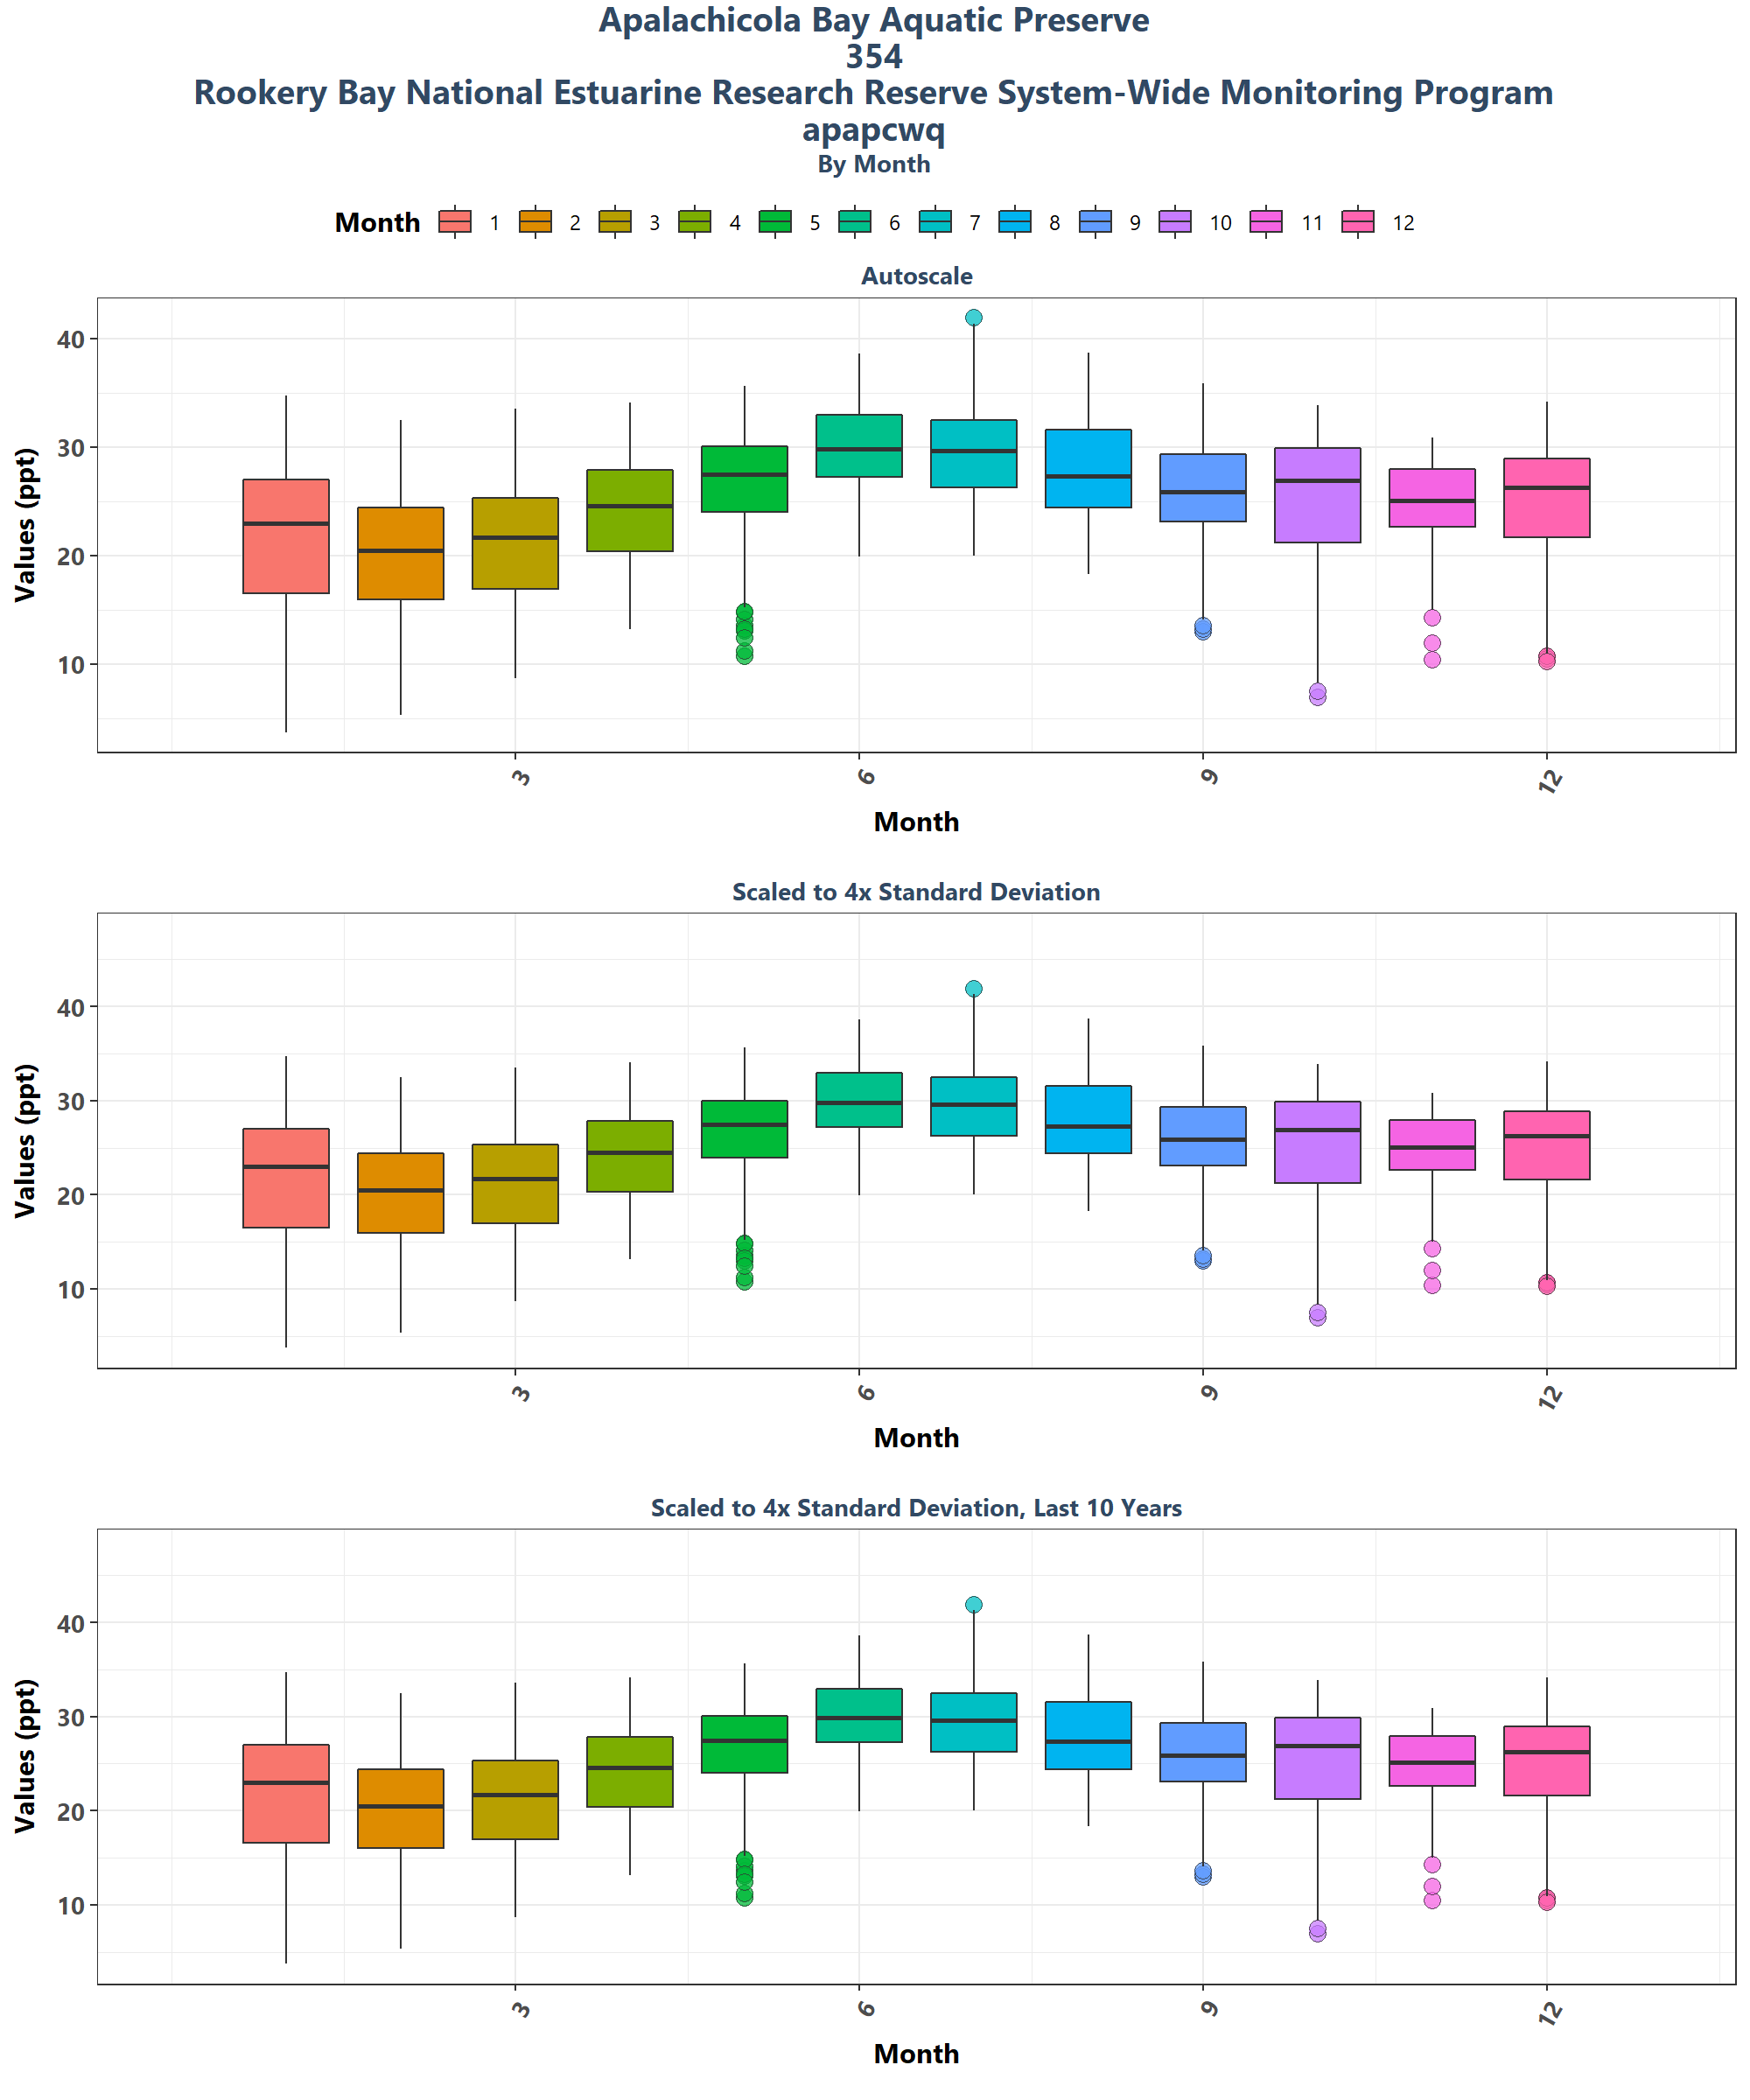 Apalachicola Bay Aquatic Preserve
354
Rookery Bay National Estuarine Research Reserve System-Wide Monitoring Program
apapcwq
By Month
Month 1 2 3 4 5 6 7 8 9 10 11 12
Autoscale
Values (ppt)
40
30
20
10
3 6 9 12
Month
Scaled to 4x Standard Deviation
Values (ppt)
40
30
20
10
3 6 9 12
Month
Scaled to 4x Standard Deviation, Last 10 Years
Values (ppt)
40
30
20
10
3 6 9 12
Month